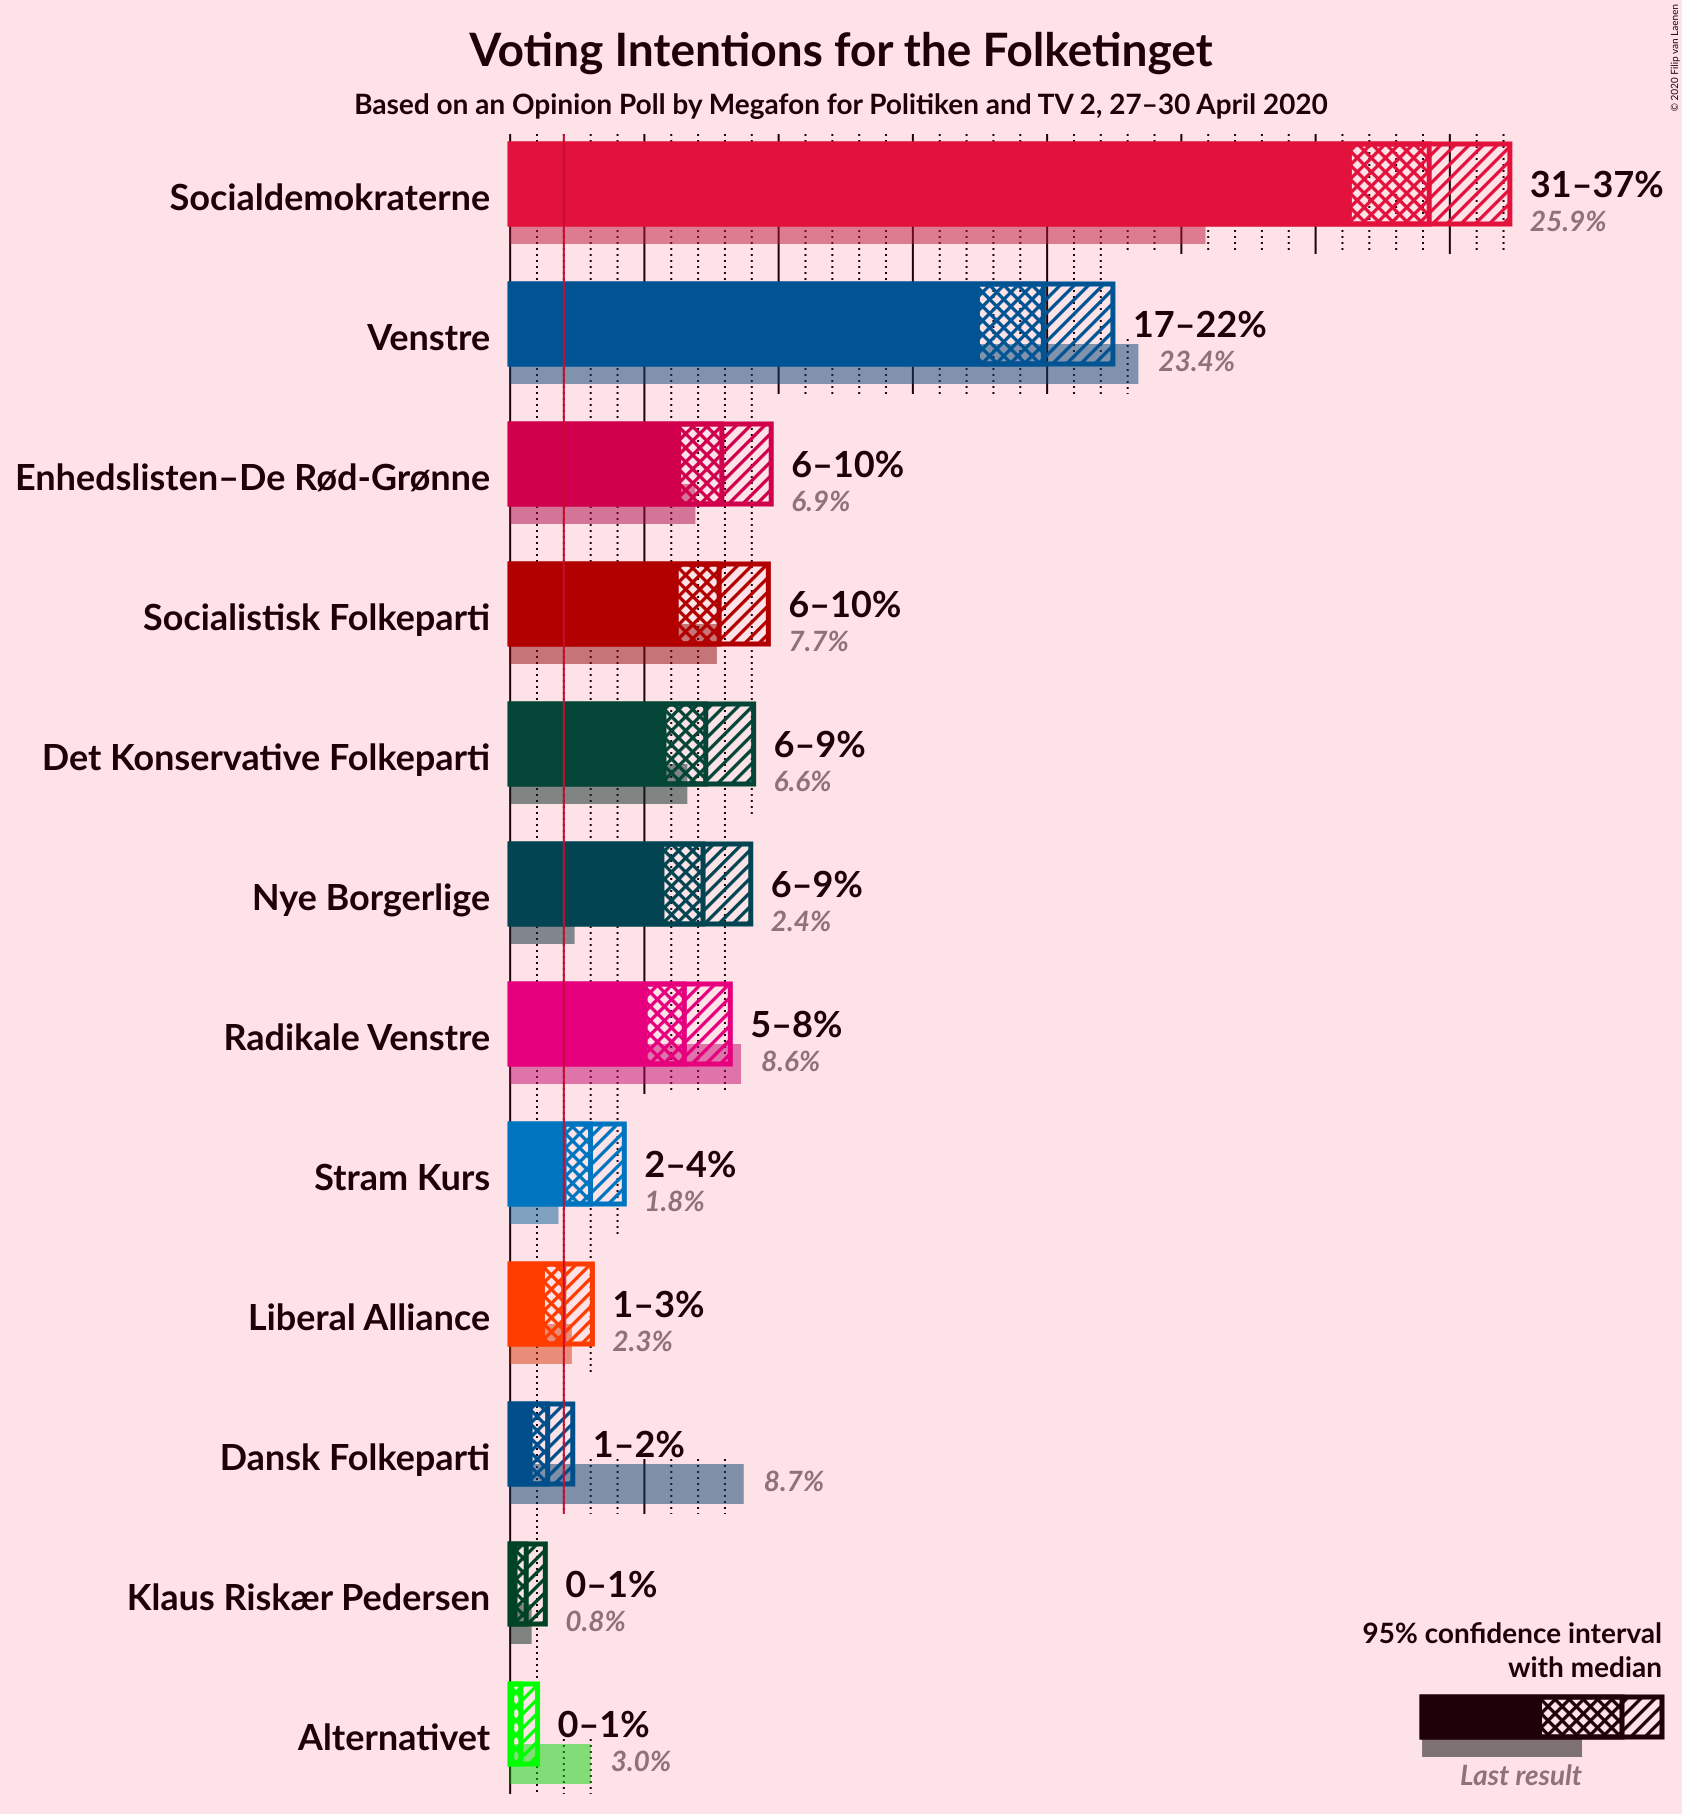 Voting Intentions for the Folketinget
Based on an Opinion Poll by Megafon for Politiken and TV 2, 27–30 April 2020
© 2020 Filip van Laenen
Socialdemokraterne
31–37%
25.9%
Venstre
17–22%
23.4%
Enhedslisten–De Rød-Grønne
6–10%
6.9%
Socialistisk Folkeparti
6–10%
7.7%
Det Konservative Folkeparti
6–9%
6.6%
Nye Borgerlige
6–9%
2.4%
Radikale Venstre
5–8%
8.6%
Stram Kurs
2–4%
1.8%
Liberal Alliance
1–3%
2.3%
Dansk Folkeparti
1–2%
8.7%
Klaus Riskær Pedersen
0–1%
0.8%
Alternativet
0–1%
3.0%
95% confidence interval
with median
Last result